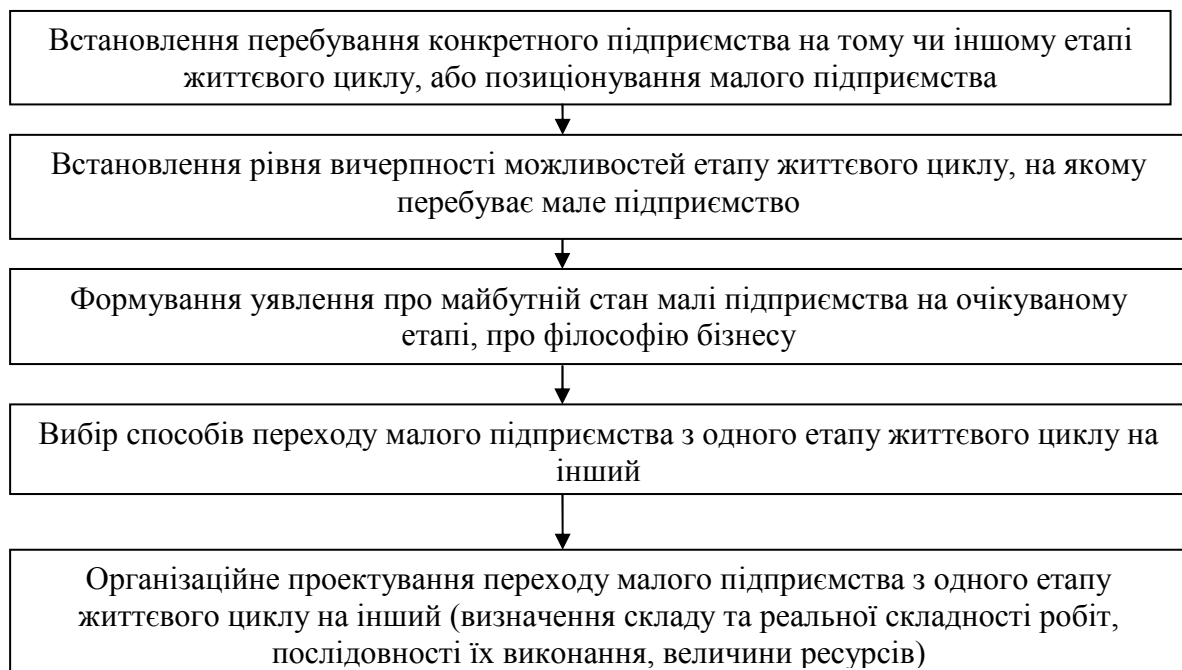 Встановлення перебування конкретного підприємства на тому чи іншому етапі
життєвого циклу, або позиціонування малого підприємства
Встановлення рівня вичерпності можливостей етапу життєвого циклу, на якому
перебуває мале підприємство
Формування уявлення про майбутній стан малі підприємства на очікуваному
етапі, про філософію бізнесу
Вибір способів переходу малого підприємства з одного етапу життєвого циклу на
інший
Організаційне проектування переходу малого підприємства з одного етапу
життєвого циклу на інший (визначення складу та реальної складності робіт,
послідовності їх виконання, величини ресурсів)